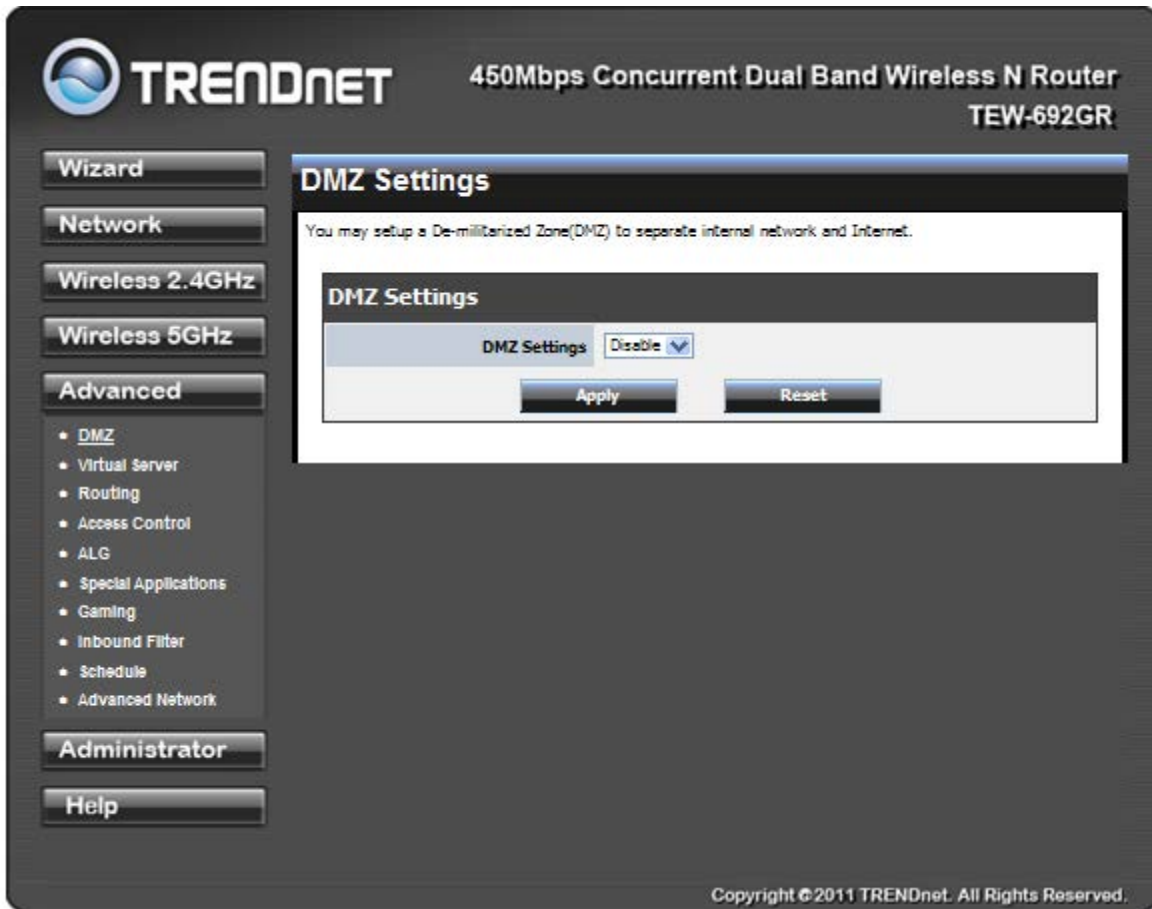 TRENDNET
450Mbps Concurrent Dual Band Wireless N Router
TEW-692GR
Wizard
Network
Wireless 2.4GHz
Wireless 5GHz
Advanced
• DMZ
• Virtual Server
• Routing
• Access Control
• ALG
• Special Applications
• Gaming
• Inbound Filter
• Schedule
• Advanced Network
Administrator
Help
DMZ Settings
You may setup a De-militarized Zone(DMZ) to separate internal network and Internet.
DMZ Settings
DMZ Settings Disable
Apply Reset
Copyright ©2011 TRENDnet. All Rights Reserved.